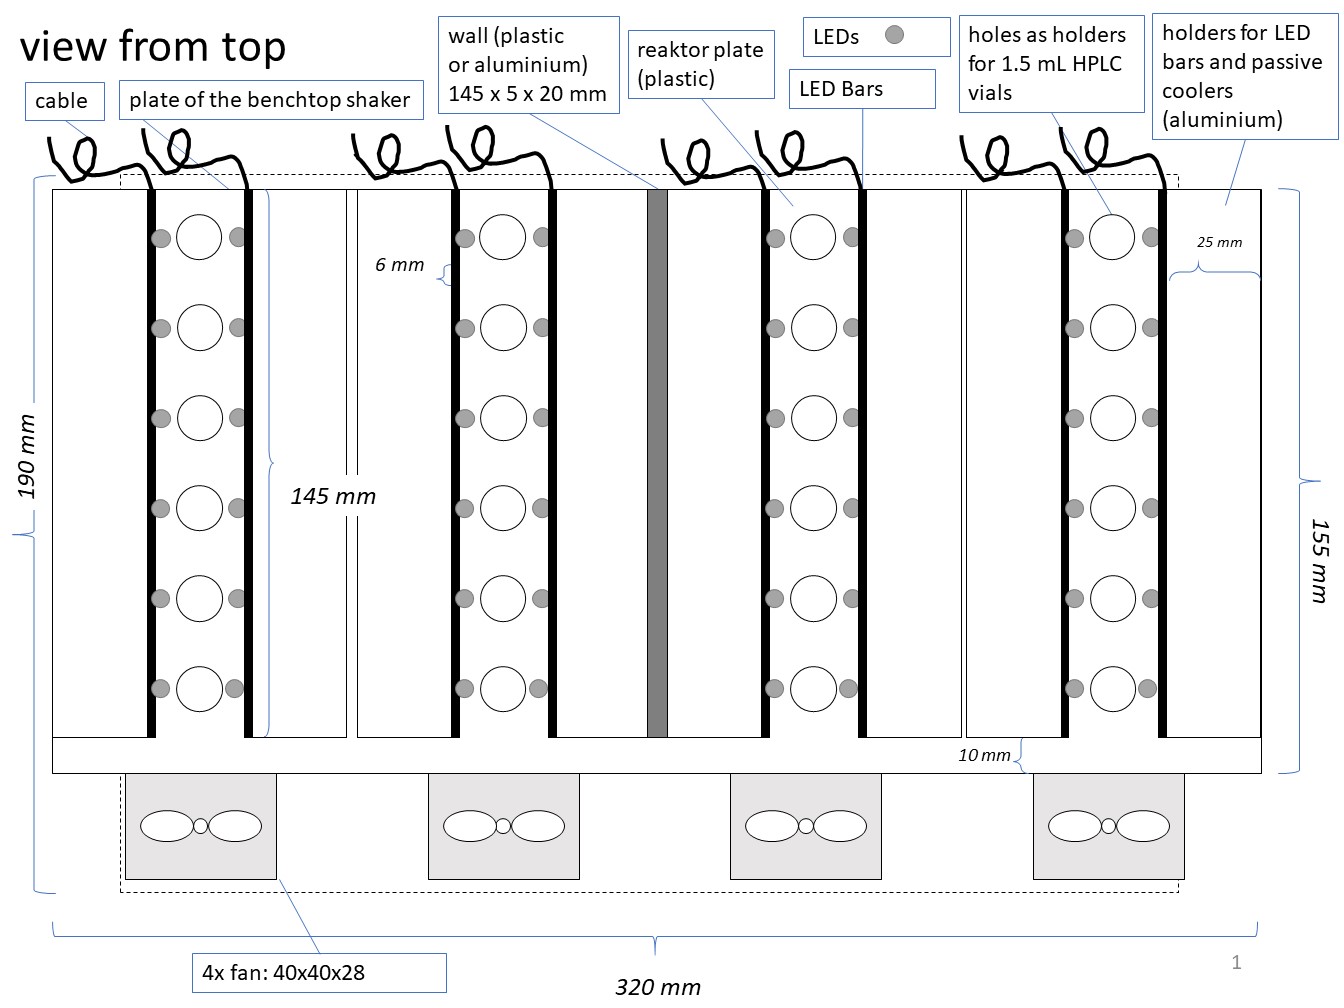 view from top
cable
plate of the benchtop shaker
wall (plastic
or aluminium)
145 x 5 x 20 mm
reaktor plate
(plastic)
LEDs
LED Bars
holes as holders
for 1.5 mL HPLC
vials
holders for LED
bars and passive
coolers
(aluminium)
6 mm
25 mm
190 mm
145 mm
155 mm
10 mm
4x fan: 40x40x28
320 mm
1